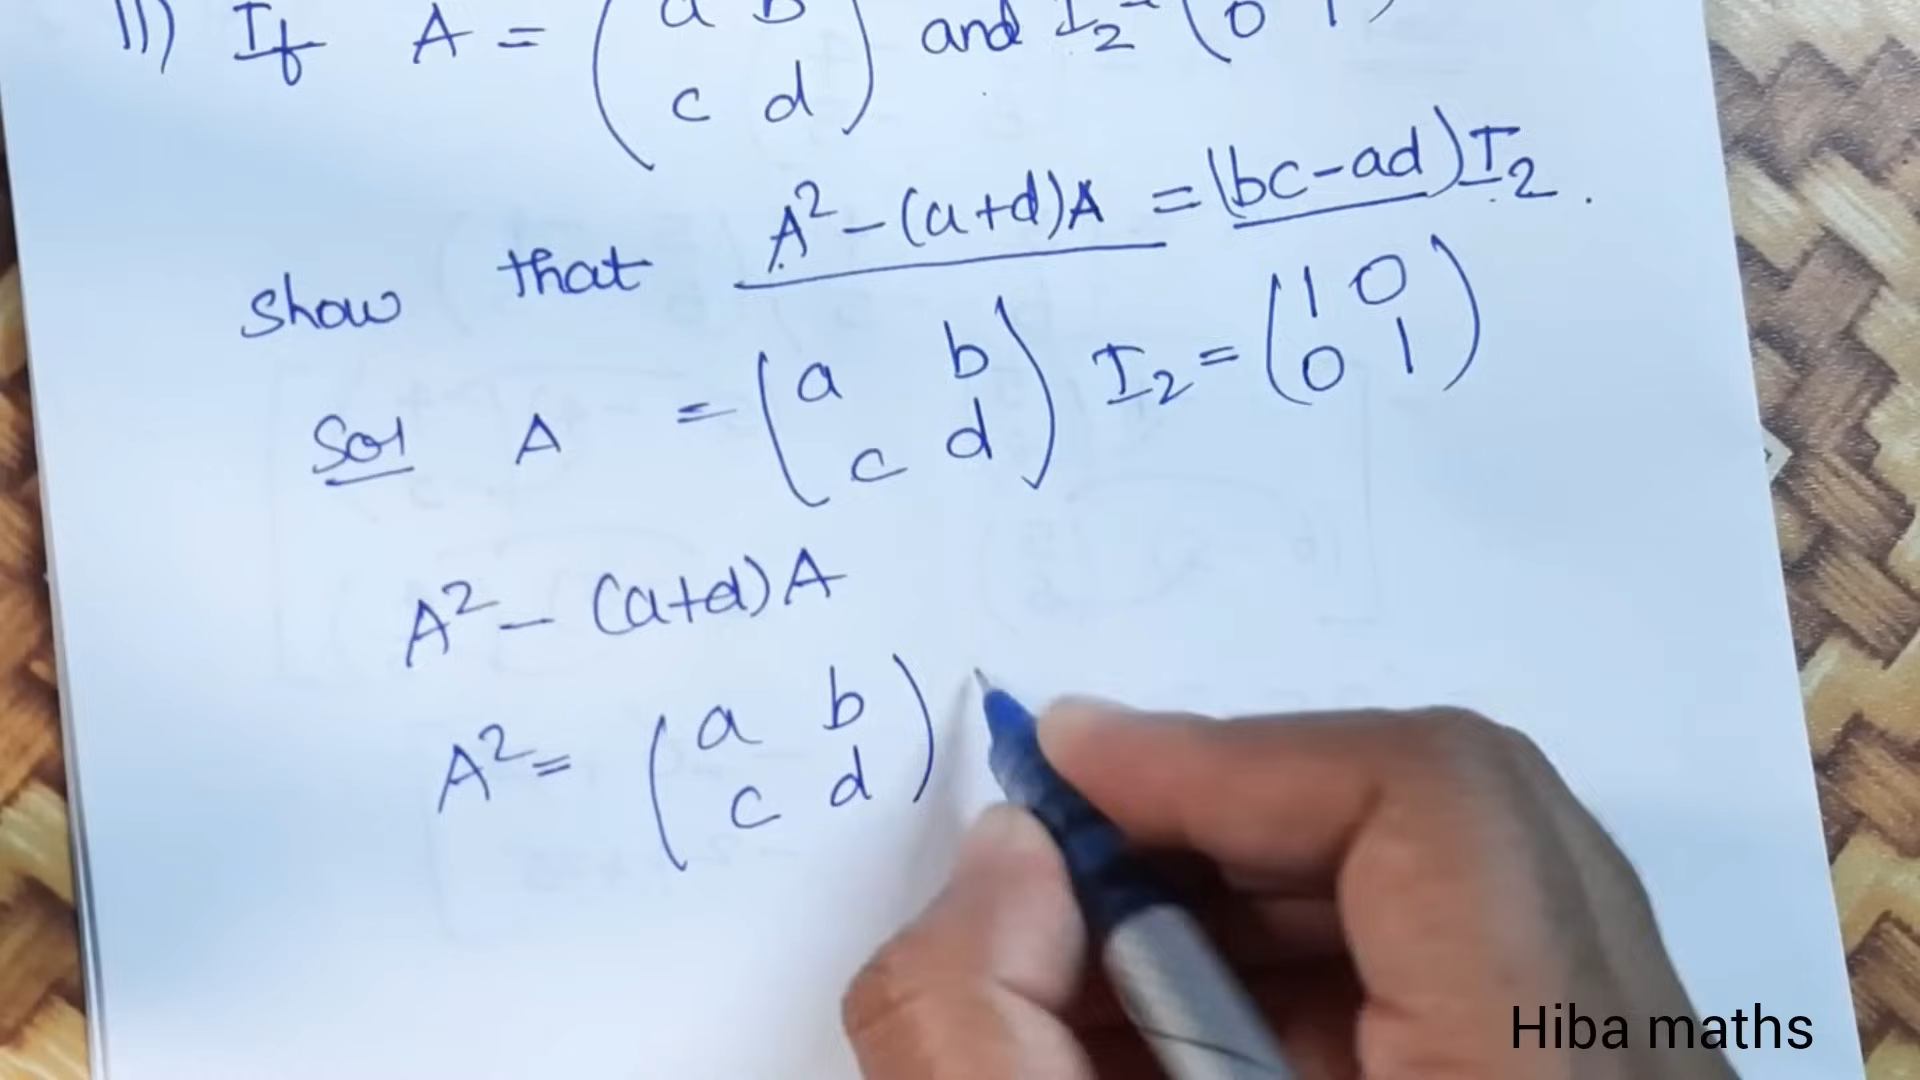 11) If A = (a b and I₂ = (0 1)
c d)
Show that A² - (a+d)A = (bc-ad)I₂.
Sol A = (a b
c d) I₂ = (1 0
0 1)
A² - (a+d)A
A² = (a b
c d)
Hiba maths